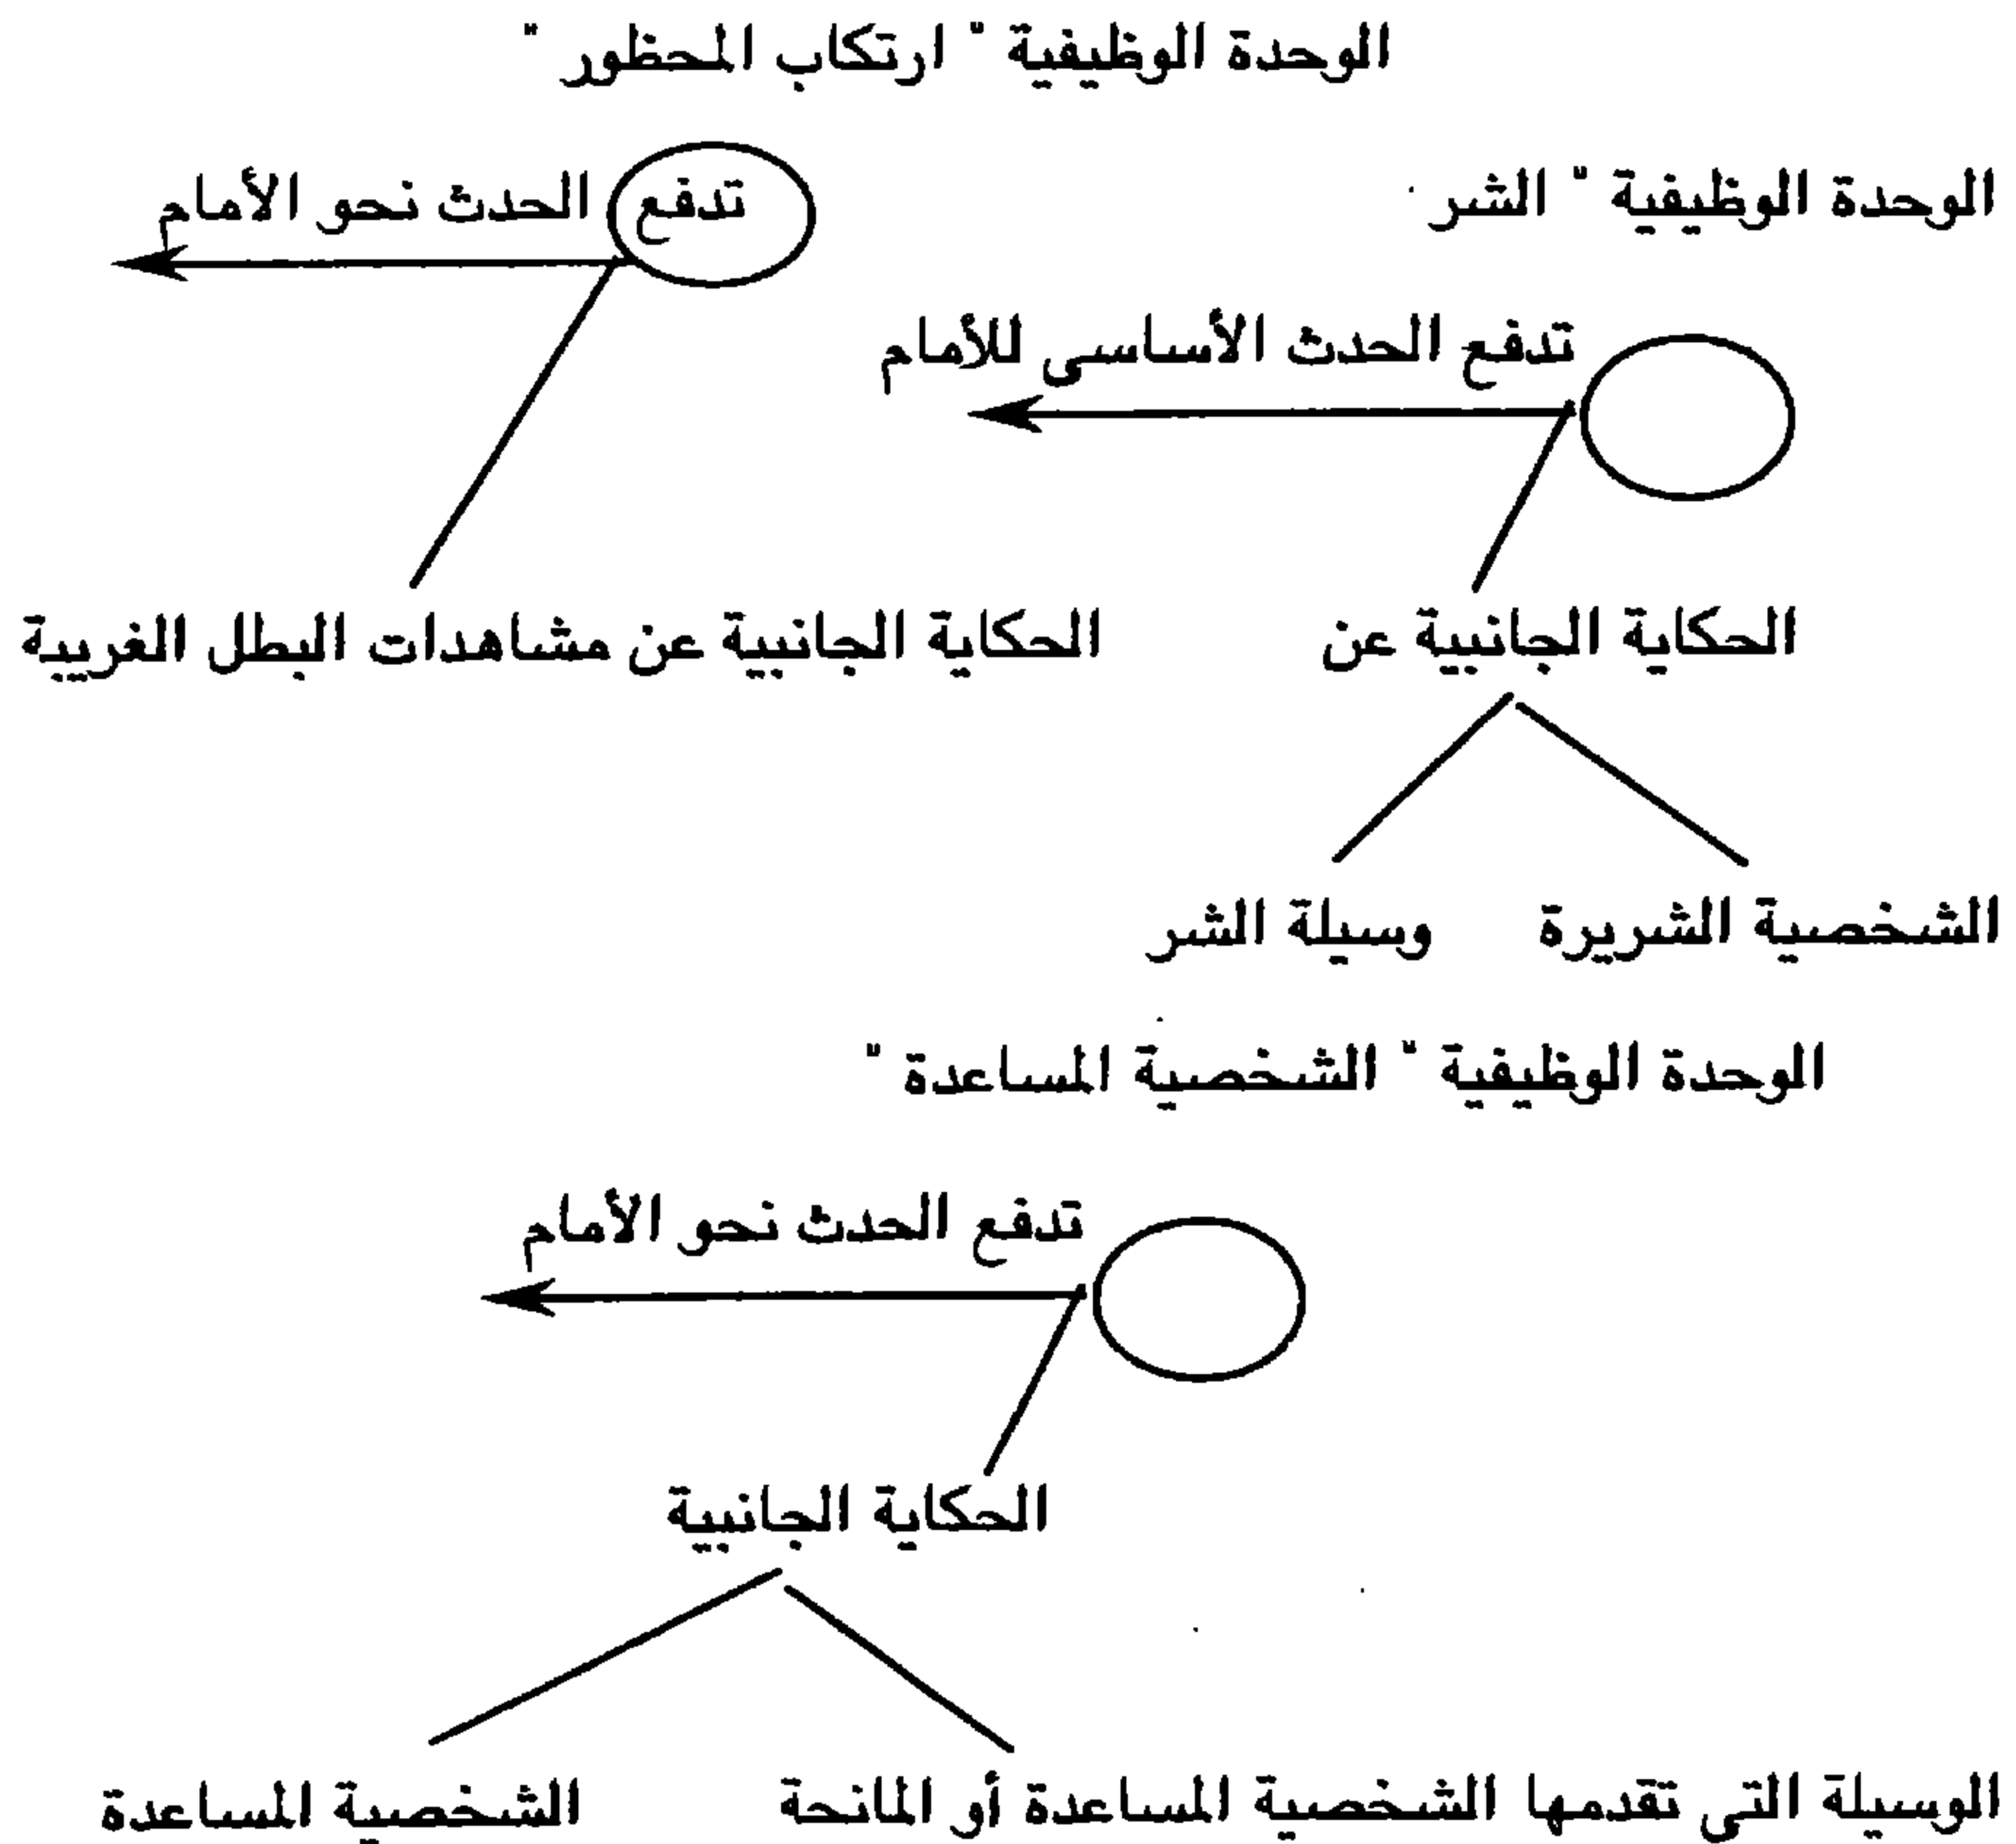 الوحدة الوظيفية " ارتكاب المحظور "
تدفع الحدث نحو الأمام
الوحدة الوظيفية " الشر
تدفع الحدث الأساسى للأمام
الحكاية الجانبية عن
الحكاية الجانبية عن مشاهدات البطل الغريبة
الشخصية الشريرة وسيلة الشر
الوحدة الوظيفية " الشخصية المساعدة "
تدفع الحدث نحو الأمام
الحكاية الجانبية
الوسيلة التى تقدمها الشخصية المساعدة أو المانحة الشخصية المساعدة